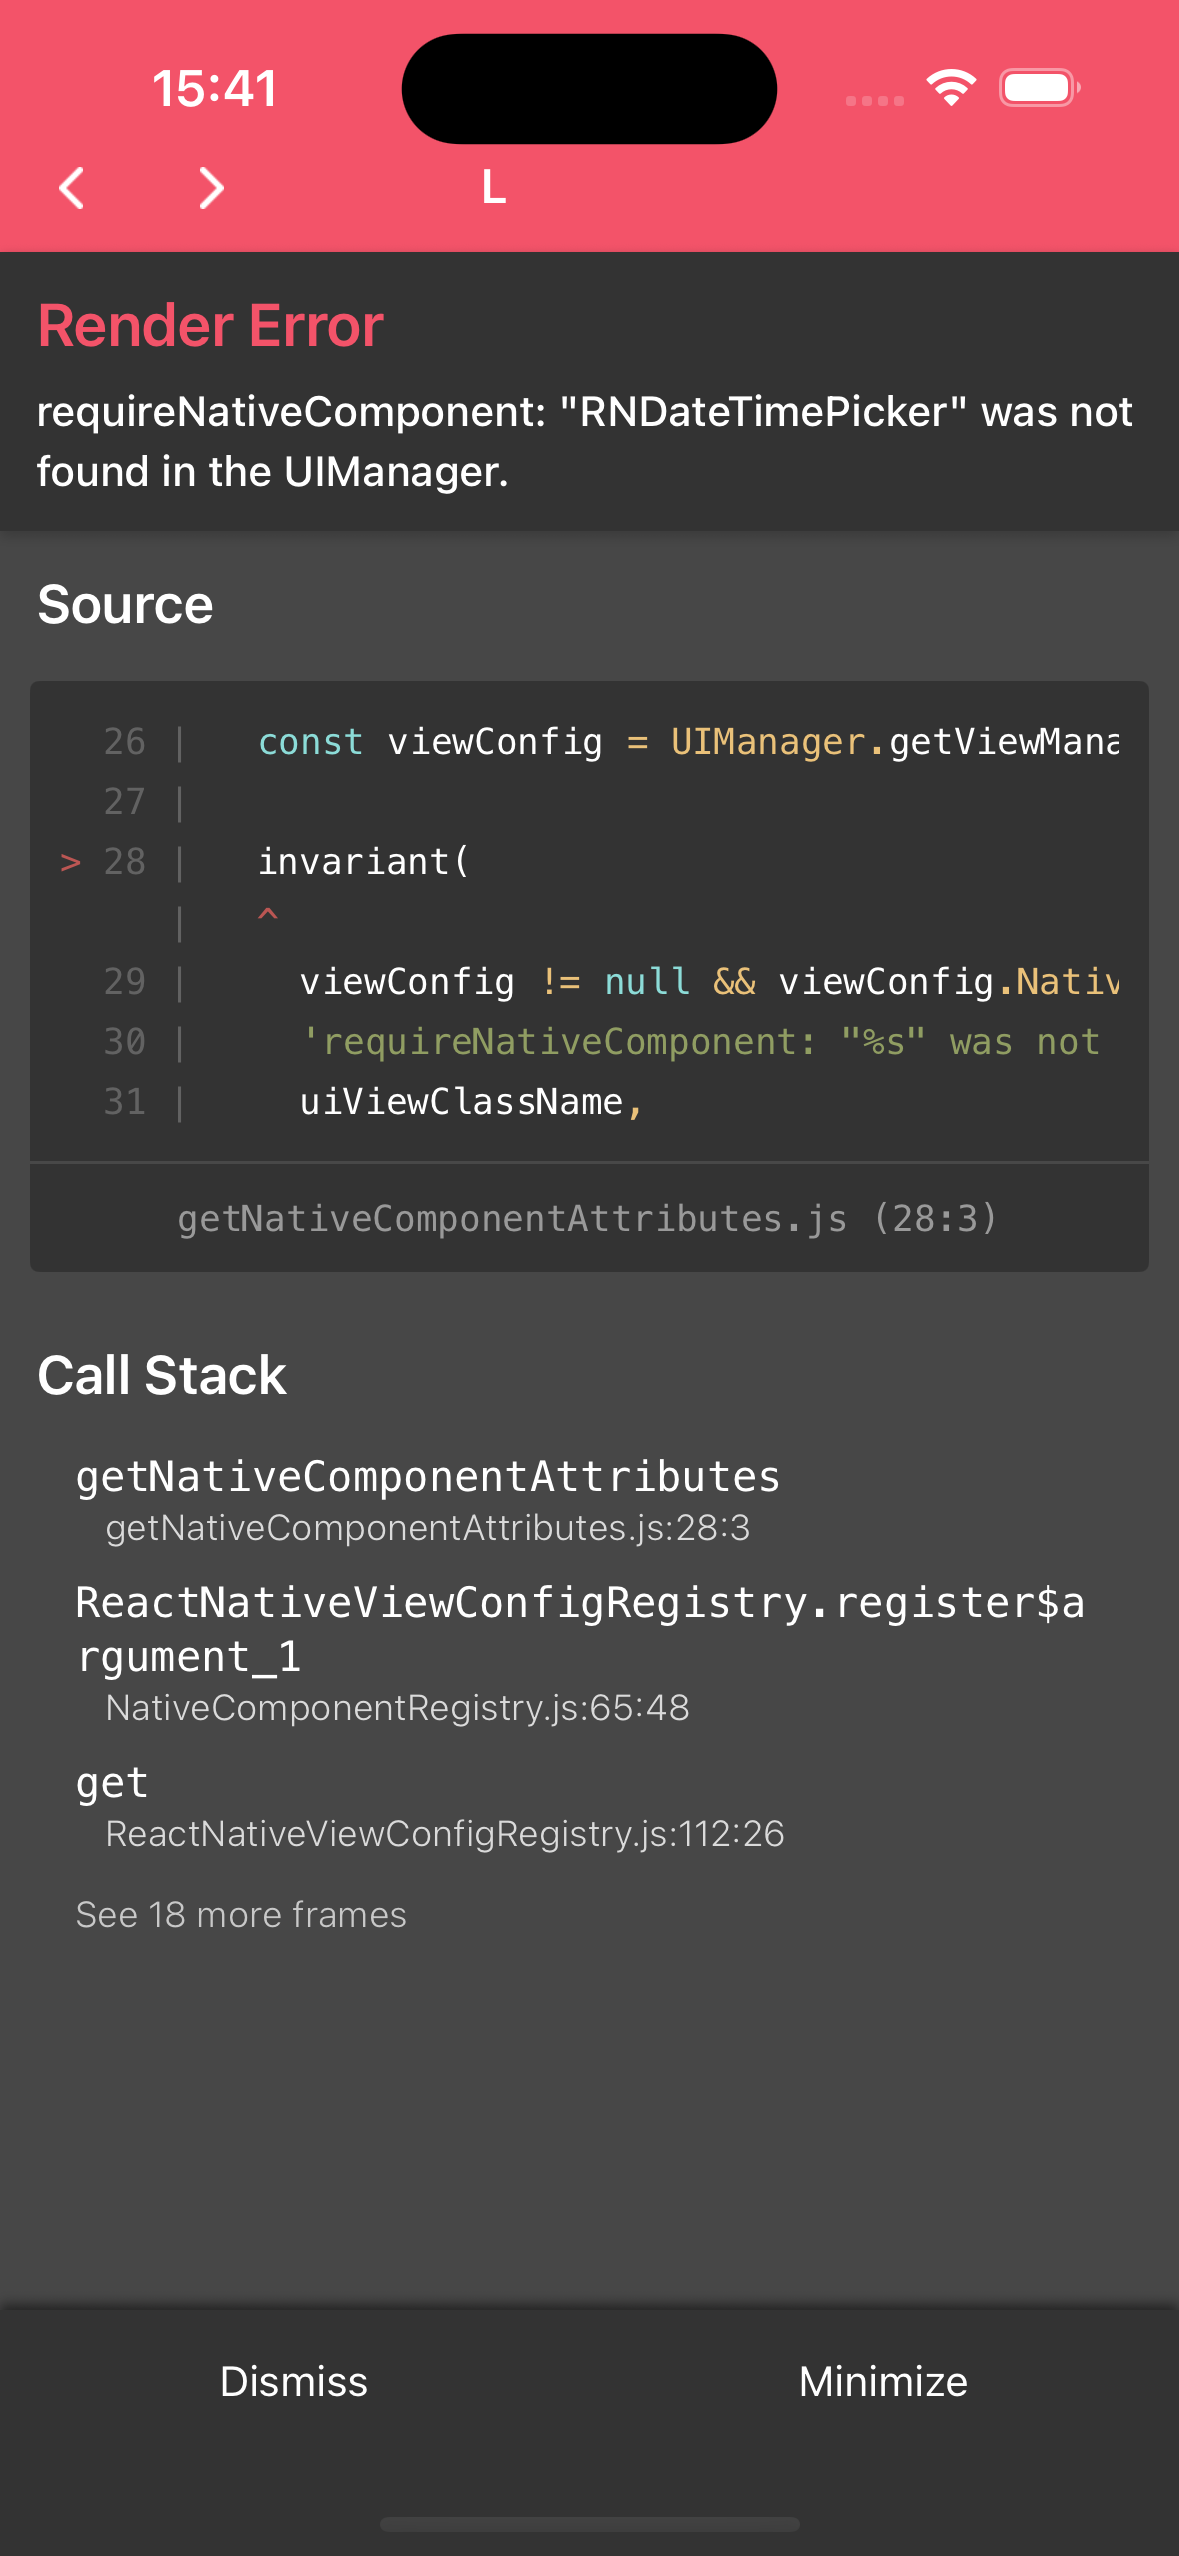 15:41
L
Render Error
requireNativeComponent: "RNDateTimePicker" was not
found in the UIManager.
Source
26 | const viewConfig = UIManager.getViewMana
27 |
> 28 | invariant(
| ^
29 | viewConfig != null && viewConfig.Nativ
30 | 'requireNativeComponent: "%s" was not
31 | uiViewClassName,
getNativeComponentAttributes.js (28:3)
Call Stack
getNativeComponentAttributes
getNativeComponentAttributes.js:28:3
ReactNativeViewConfigRegistry.register$a
rgument_1
NativeComponentRegistry.js:65:48
get
ReactNativeViewConfigRegistry.js:112:26
See 18 more frames
Dismiss
Minimize